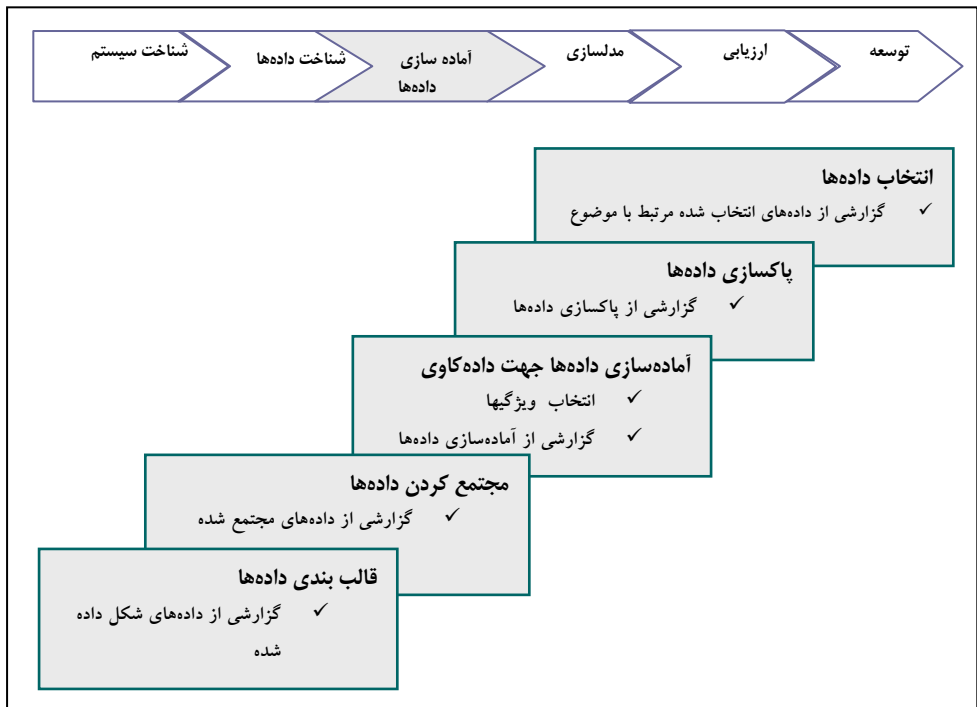 شناخت سیستم
شناخت داده‌ها
آماده سازی
داده‌ها
مدلسازی
ارزیابی
توسعه
انتخاب داده‌ها
✓ گزارشی از داده‌های انتخاب شده مرتبط با موضوع
پاکسازی داده‌ها
✓ گزارشی از پاکسازی داده‌ها
آماده‌سازی داده‌ها جهت داده‌کاوی
✓ انتخاب ویژگیها
✓ گزارشی از آماده‌سازی داده‌ها
مجتمع کردن داده‌ها
✓ گزارشی از داده‌های مجتمع شده
قالب بندی داده‌ها
✓ گزارشی از داده‌های شکل داده
شده